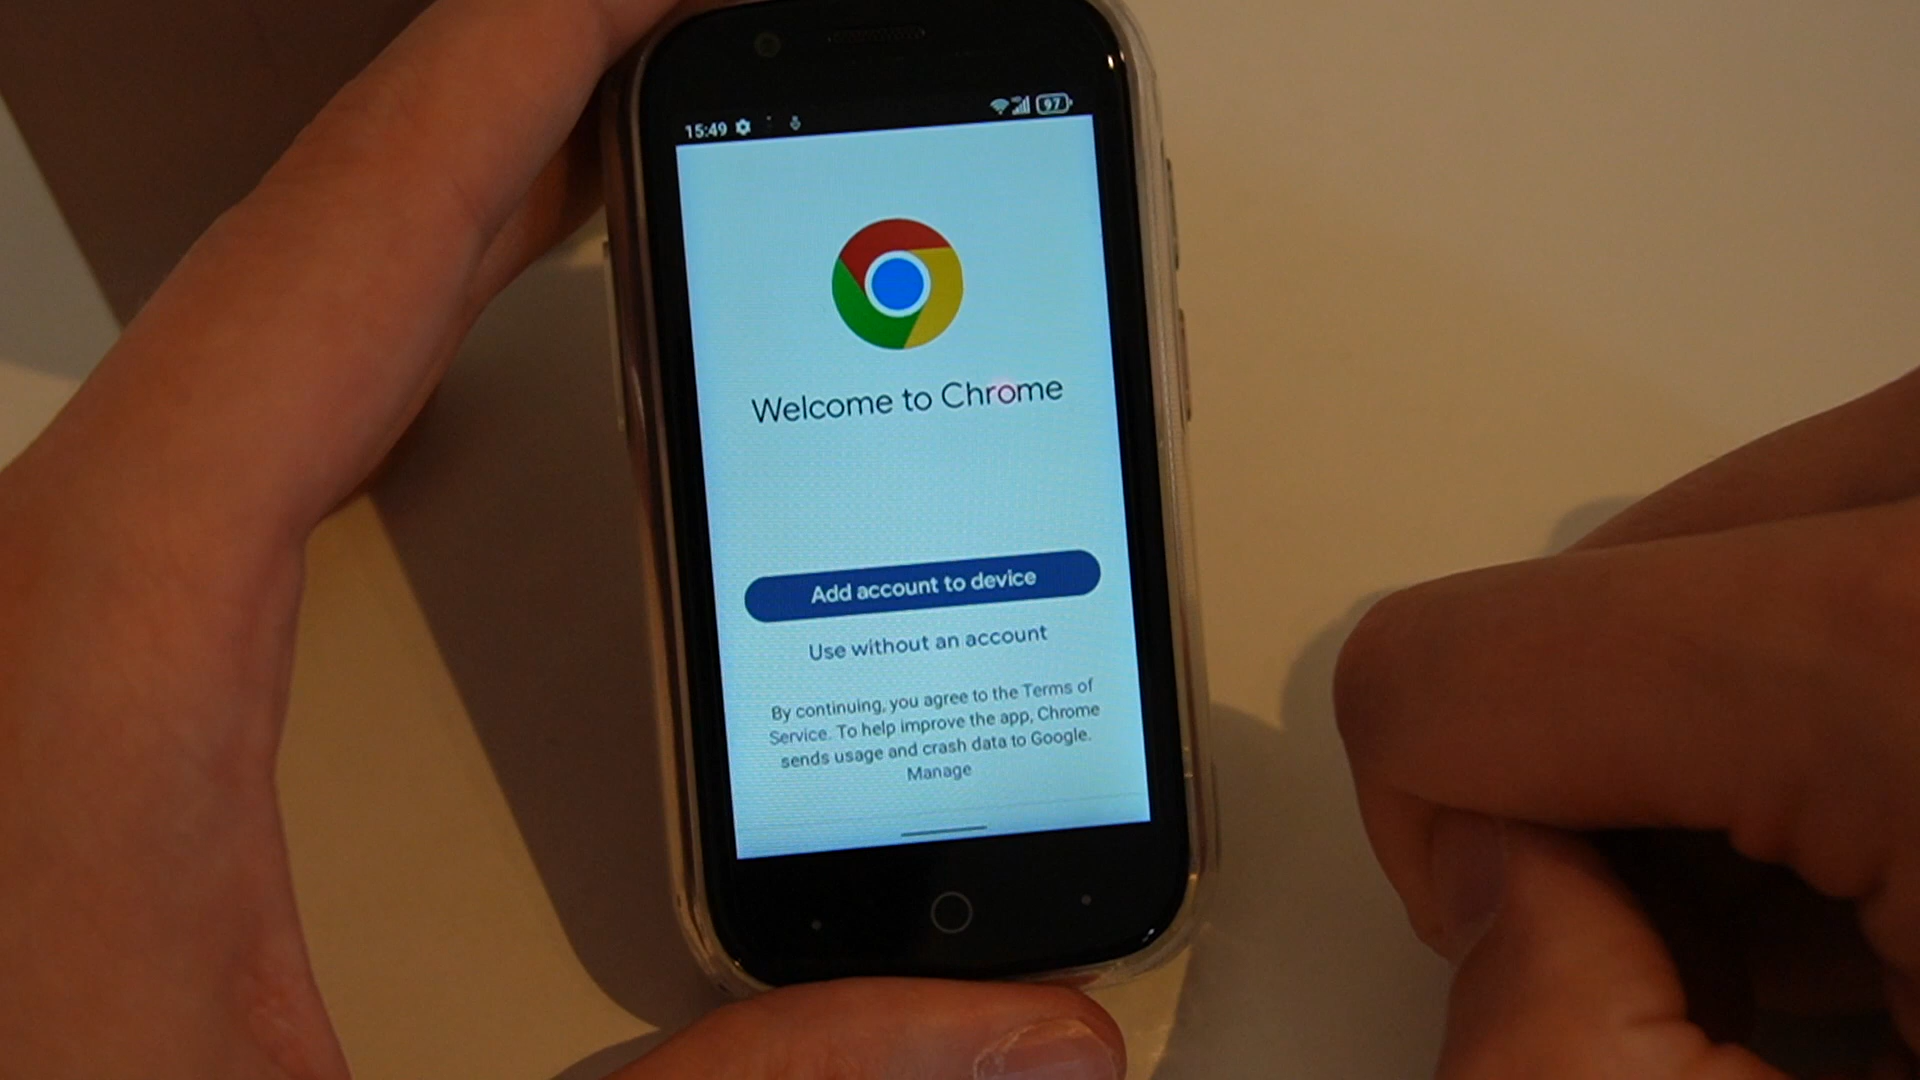 15:49
97
Welcome to Chrome
Add account to device
Use without an account
By continuing, you agree to the Terms of
Service. To help improve the app, Chrome
sends usage and crash data to Google.
Manage